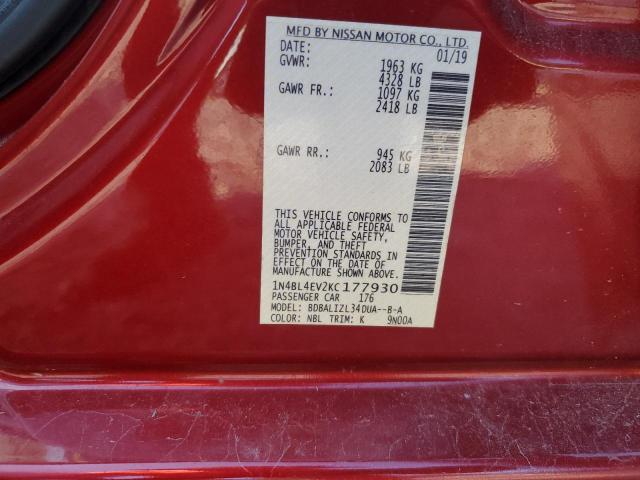 MFD BY NISSAN MOTOR CO., LTD.
DATE: 01/19
GVWR: 1963 KG
4328 LB
GAWR FR.: 1097 KG
2418 LB
GAWR RR.: 945 KG
2083 LB
THIS VEHICLE CONFORMS TO
ALL APPLICABLE FEDERAL
MOTOR VEHICLE SAFETY,
BUMPER, AND THEFT
PREVENTION STANDARDS IN
EFFECT ON THE DATE OF
MANUFACTURE SHOWN ABOVE.
1N4BL4EV2KC177930
PASSENGER CAR 176
MODEL: BDBALIZL34DUA--B-A
COLOR: NBL TRIM: K 9N00A